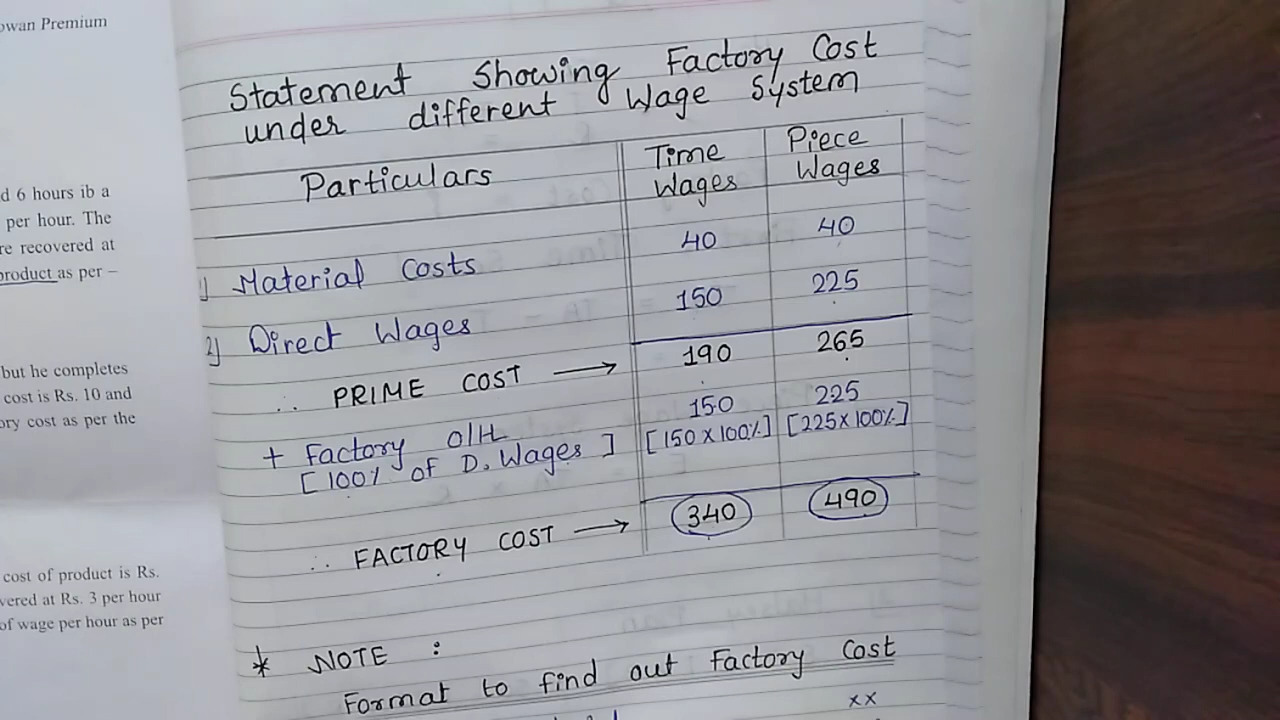 owan Premium
d 6 hours ib a
per hour. The
re recovered at
product as per –
but he completes
cost is Rs. 10 and
ory cost as per the
cost of product is Rs.
vered at Rs. 3 per hour
of wage per hour as per
Statement Showing Factory Cost
under different Wage System
Particulars Time Wages Piece Wages
1) Material Costs 40 40
2) Direct Wages 150 225
∴ PRIME COST → 190 265
+ Factory O/H 150 225
[100% of D. Wages] [150 X 100%] [225 X 100%]
∴ FACTORY COST → 340 490
* NOTE :
Format to find out Factory Cost
xx